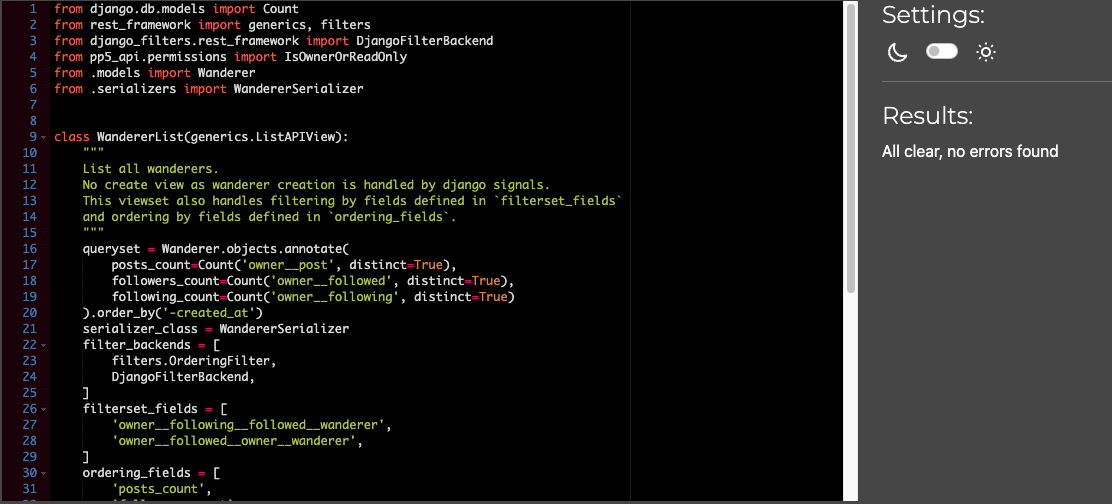 1 from django.db.models import Count
2 from rest_framework import generics, filters
3 from django_filters.rest_framework import DjangoFilterBackend
4 from pp5_api.permissions import IsOwnerOrReadOnly
5 from .models import Wanderer
6 from .serializers import WandererSerializer
7
8
9 class WandererList(generics.ListAPIView):
10     """
11     List all wanderers.
12     No create view as wanderer creation is handled by django signals.
13     This viewset also handles filtering by fields defined in `filterset_fields`
14     and ordering by fields defined in `ordering_fields`.
15     """
16     queryset = Wanderer.objects.annotate(
17         posts_count=Count('owner__post', distinct=True),
18         followers_count=Count('owner__followed', distinct=True),
19         following_count=Count('owner__following', distinct=True)
20     ).order_by('-created_at')
21     serializer_class = WandererSerializer
22     filter_backends = [
23         filters.OrderingFilter,
24         DjangoFilterBackend,
25     ]
26     filterset_fields = [
27         'owner__following__followed__wanderer',
28         'owner__followed__owner__wanderer',
29     ]
30     ordering_fields = [
31         'posts_count',
Settings:
Results:
All clear, no errors found